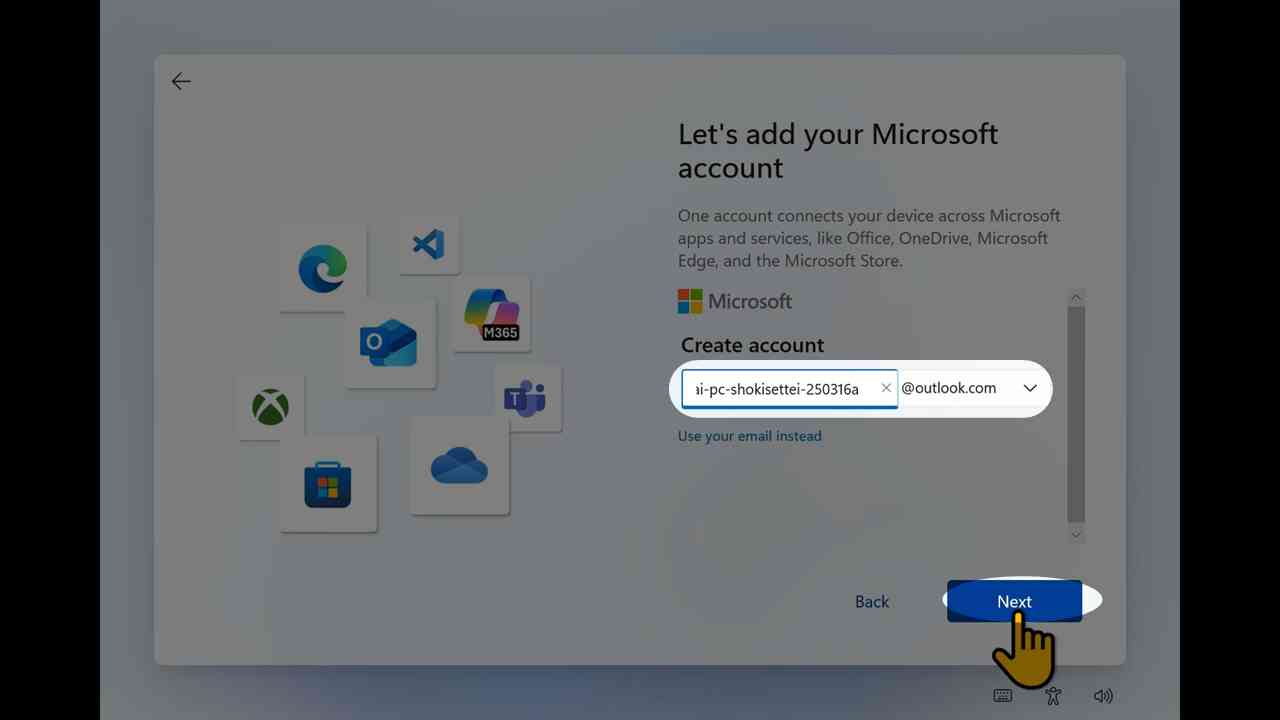 Let's add your Microsoft
account
One account connects your device across Microsoft
apps and services, like Office, OneDrive, Microsoft
Edge, and the Microsoft Store.
Microsoft
Create account
ai-pc-shokisettei-250316a @outlook.com
Use your email instead
M365
Back Next